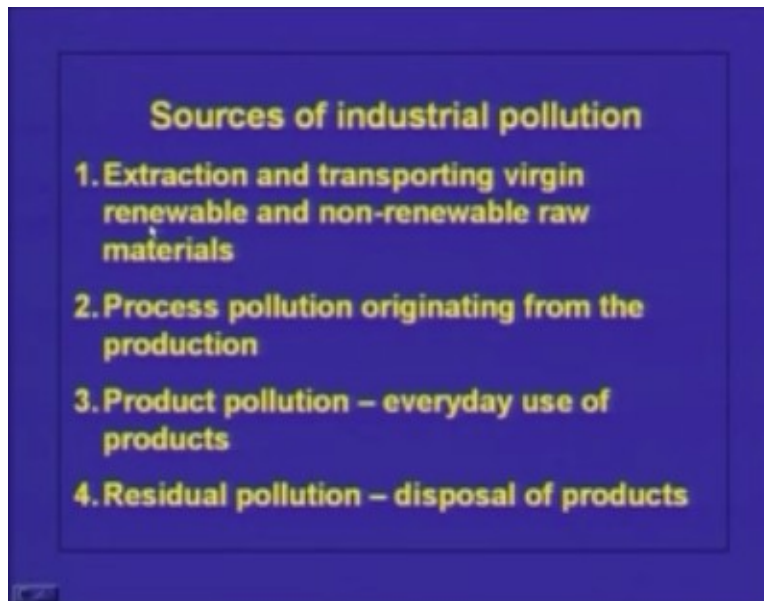 Sources of industrial pollution
1. Extraction and transporting virgin
renewable and non-renewable raw
materials
2. Process pollution originating from the
production
3. Product pollution – everyday use of
products
4. Residual pollution – disposal of products